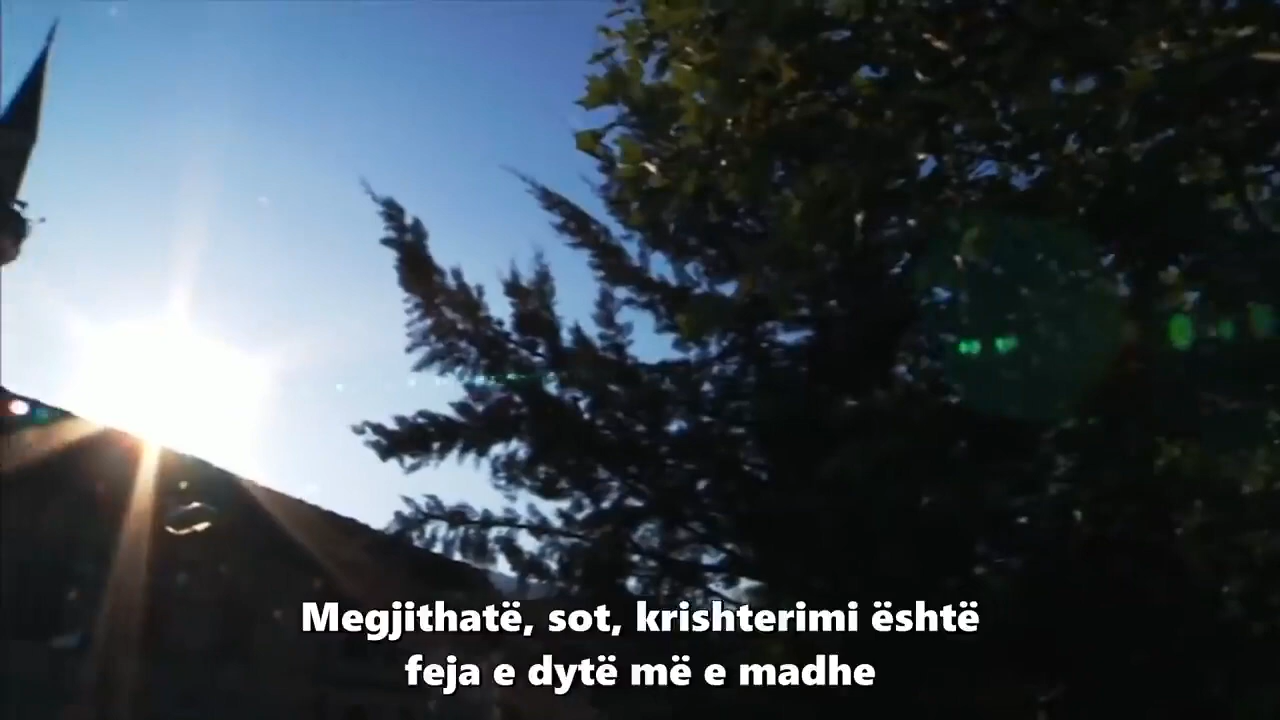 Megjithatë, sot, krishterimi është
feja e dytë më e madhe